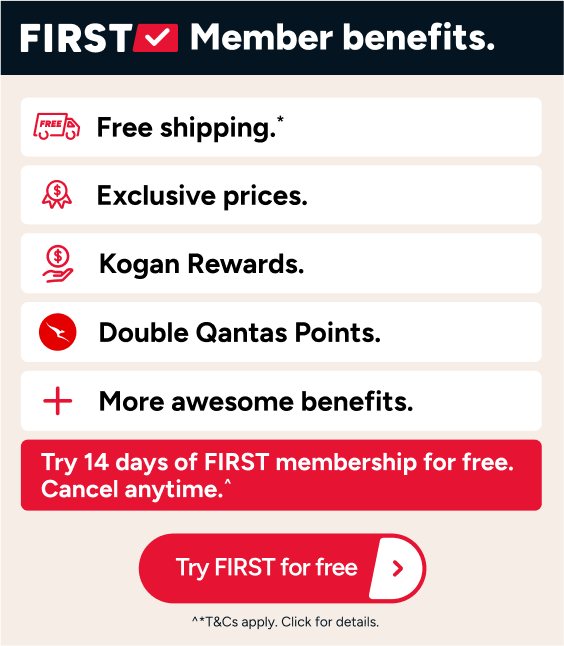 FIRST Member benefits.
FREE Free shipping.*
$ Exclusive prices.
$ Kogan Rewards.
Double Qantas Points.
More awesome benefits.
Try 14 days of FIRST membership for free.
Cancel anytime.^
Try FIRST for free
^*T&Cs apply. Click for details.